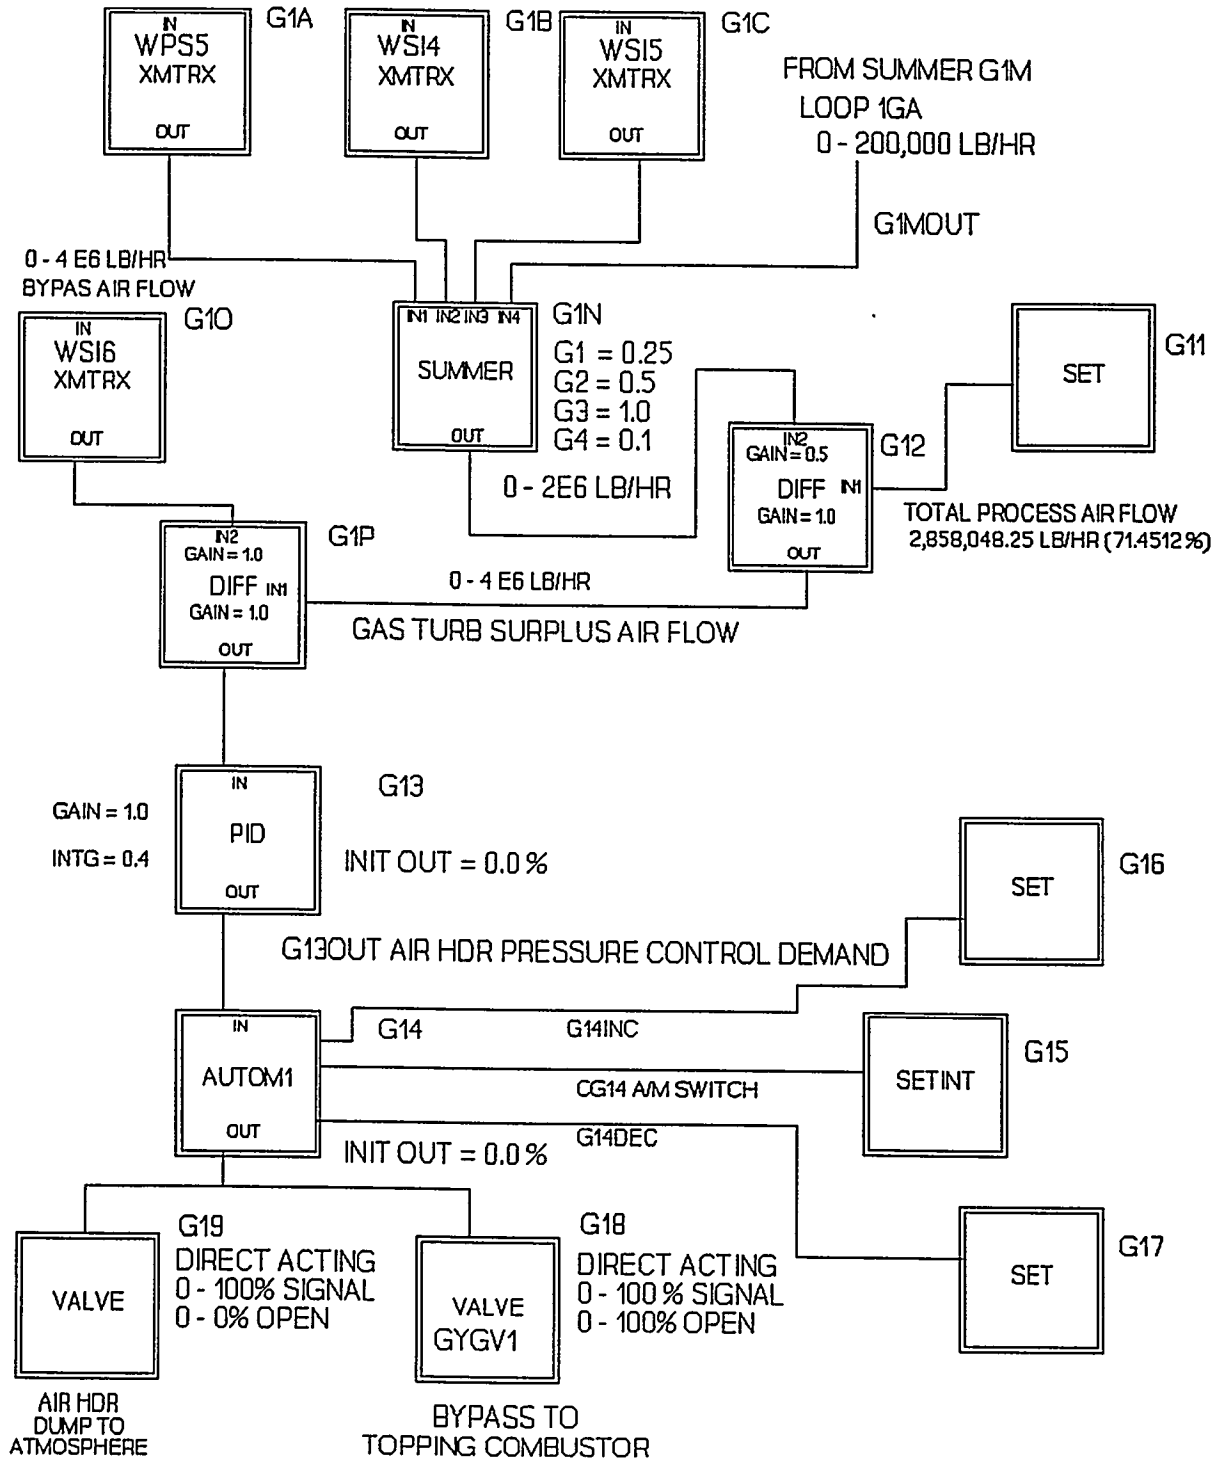 IN
WPS5
XMTRX
OUT
G1A
IN
WSI4
XMTRX
OUT
G1B
IN
WSI5
XMTRX
OUT
G1C
FROM SUMMER G1M
LOOP 1GA
0 - 200,000 LB/HR
G1MOUT
0 - 4 E6 LB/HR
BYPAS AIR FLOW
IN
WSI6
XMTRX
OUT
G1O
IN1 IN2 IN3 IN4
SUMMER
OUT
G1N
G1 = 0.25
G2 = 0.5
G3 = 1.0
G4 = 0.1
0 - 2E6 LB/HR
SET
G11
IN2
GAIN = 0.5
DIFF IN1
GAIN = 1.0
OUT
G12
TOTAL PROCESS AIR FLOW
2,858,048.25 LB/HR (71.4512%)
IN2
GAIN = 1.0
DIFF IN1
GAIN = 1.0
OUT
G1P
0 - 4 E6 LB/HR
GAS TURB SURPLUS AIR FLOW
GAIN = 1.0
INTG = 0.4
IN
PID
OUT
G13
INIT OUT = 0.0 %
SET
G16
G13OUT AIR HDR PRESSURE CONTROL DEMAND
IN
AUTOM1
OUT
G14
G14INC
CG14 A/M SWITCH
G14DEC
INIT OUT = 0.0 %
SETINT
G15
VALVE
G19
DIRECT ACTING
0 - 100% SIGNAL
0 - 0% OPEN
AIR HDR
DUMP TO
ATMOSPHERE
VALVE
GYGV1
G18
DIRECT ACTING
0 - 100 % SIGNAL
0 - 100% OPEN
BYPASS TO
TOPPING COMBUSTOR
SET
G17